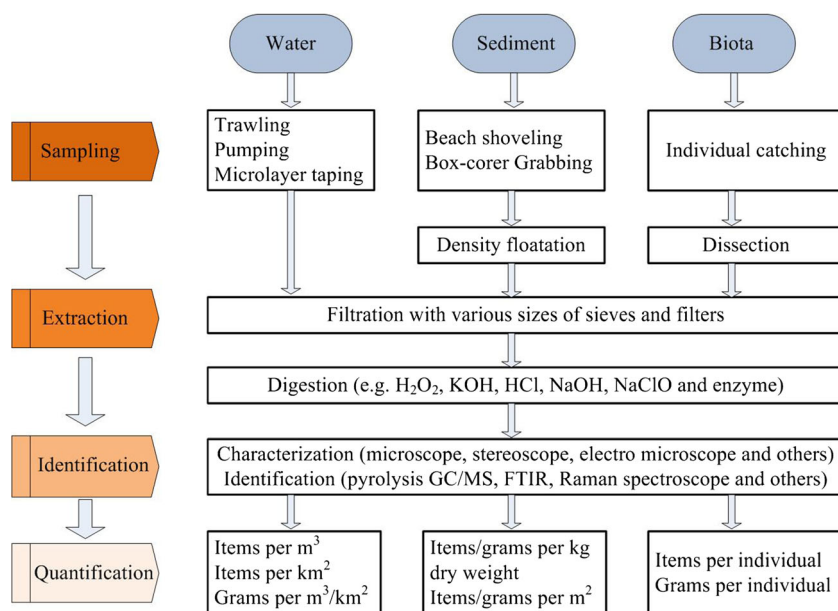 Water
Sediment
Biota
Sampling
Trawling
Pumping
Microlayer taping
Beach shoveling
Box-corer Grabbing
Individual catching
Density floatation
Dissection
Extraction
Filtration with various sizes of sieves and filters
Digestion (e.g. H₂O₂, KOH, HCl, NaOH, NaClO and enzyme)
Identification
Characterization (microscope, stereoscope, electro microscope and others)
Identification (pyrolysis GC/MS, FTIR, Raman spectroscope and others)
Quantification
Items per m³
Items per km²
Grams per m³/km²
Items/grams per kg
dry weight
Items/grams per m²
Items per individual
Grams per individual